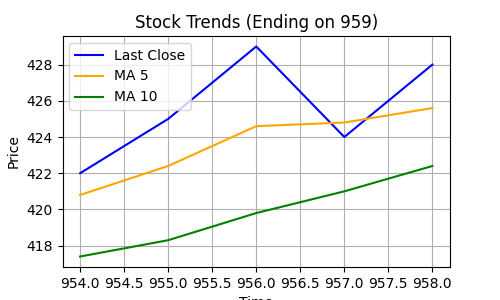 Stock Trends (Ending on 959)
Last Close
MA 5
MA 10
Price
428
426
424
422
420
418
954.0 954.5 955.0 955.5 956.0 956.5 957.0 957.5 958.0
Time